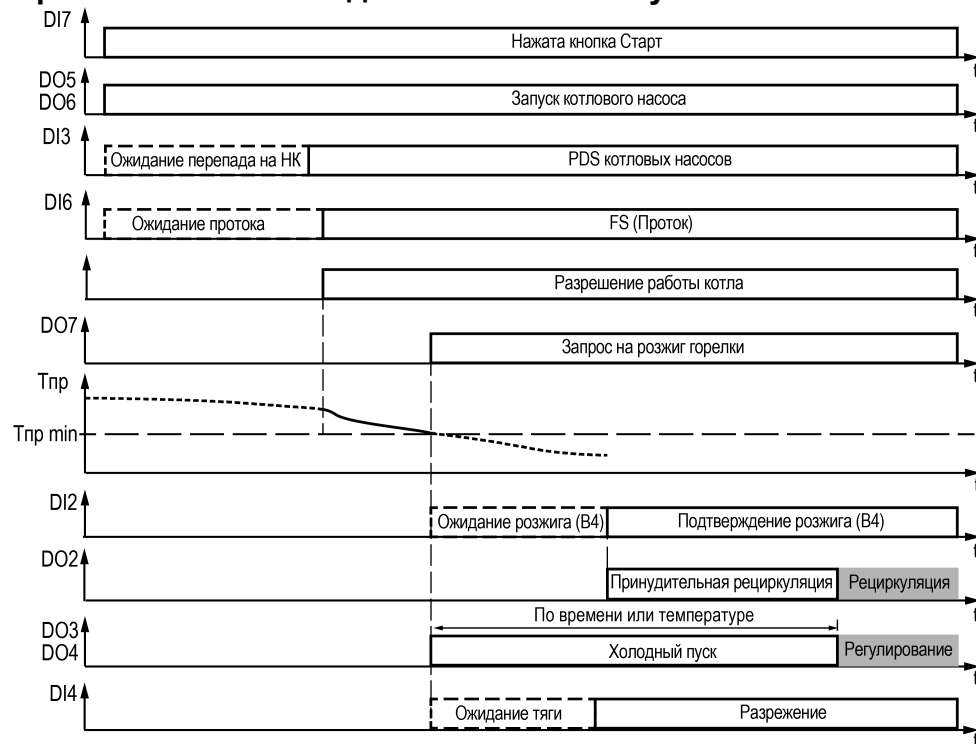 DI7
Нажата кнопка Старт
t
DO5
DO6
Запуск котлового насоса
t
DI3
Ожидание перепада на НК
PDS котловых насосов
t
DI6
Ожидание протока
FS (Проток)
t
Разрешение работы котла
t
DO7
Запрос на розжиг горелки
t
Тпр
Тпр min
t
DI2
Ожидание розжига (В4)
Подтверждение розжига (В4)
t
DO2
Принудительная рециркуляция
Рециркуляция
t
По времени или температуре
DO3
DO4
Холодный пуск
Регулирование
t
DI4
Ожидание тяги
Разрежение
t